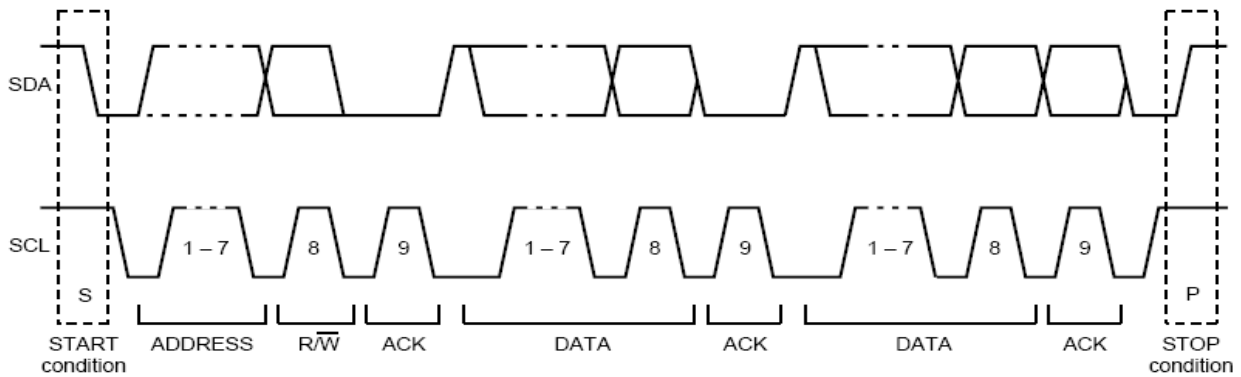 SDA
SCL
1 – 7
8
9
1 – 7
8
9
1 – 7
8
9
S
P
START
condition
ADDRESS
R/W̅
ACK
DATA
ACK
DATA
ACK
STOP
condition